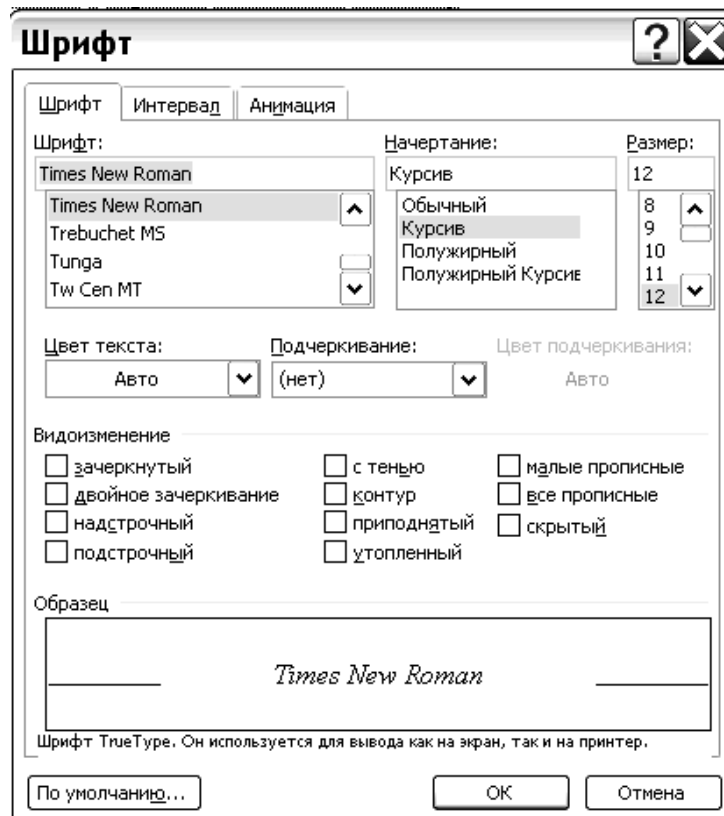 Шрифт
Шрифт Интервал Анимация
Шрифт: Начертание: Размер:
Times New Roman Курсив 12
Times New Roman Обычный 8
Trebuchet MS Курсив 9
Tunga Полужирный 10
Tw Cen MT Полужирный Курсив 11
12
Цвет текста: Подчеркивание: Цвет подчеркивания:
Авто (нет) Авто
Видоизменение
зачеркнутый с тенью малые прописные
двойное зачеркивание контур все прописные
надстрочный приподнятый скрытый
подстрочный утопленный
Образец
Times New Roman
Шрифт TrueType. Он используется для вывода как на экран, так и на принтер.
По умолчанию... ОК Отмена